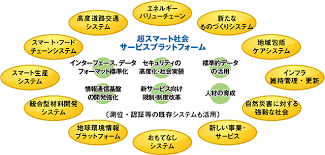 エネルギー
バリューチェーン
高度道路交通
システム
新たな
ものづくりシステム
超スマート社会
サービスプラットフォーム
スマート・フード
チェーンシステム
地域包括
ケアシステム
インターフェース、データ
フォーマット標準化
セキュリティの
高度化・社会実装
標準的データ
の活用
スマート生産
システム
インフラ
維持管理・更新
情報通信基盤
の開発強化
新サービス向け
規制・制度改革
人材の育成
統合型材料開発
システム
自然災害に対する
強靭な社会
(測位・認証等の既存システムも活用)
地球環境情報
プラットフォーム
おもてなし
システム
新しい事業・
サービス